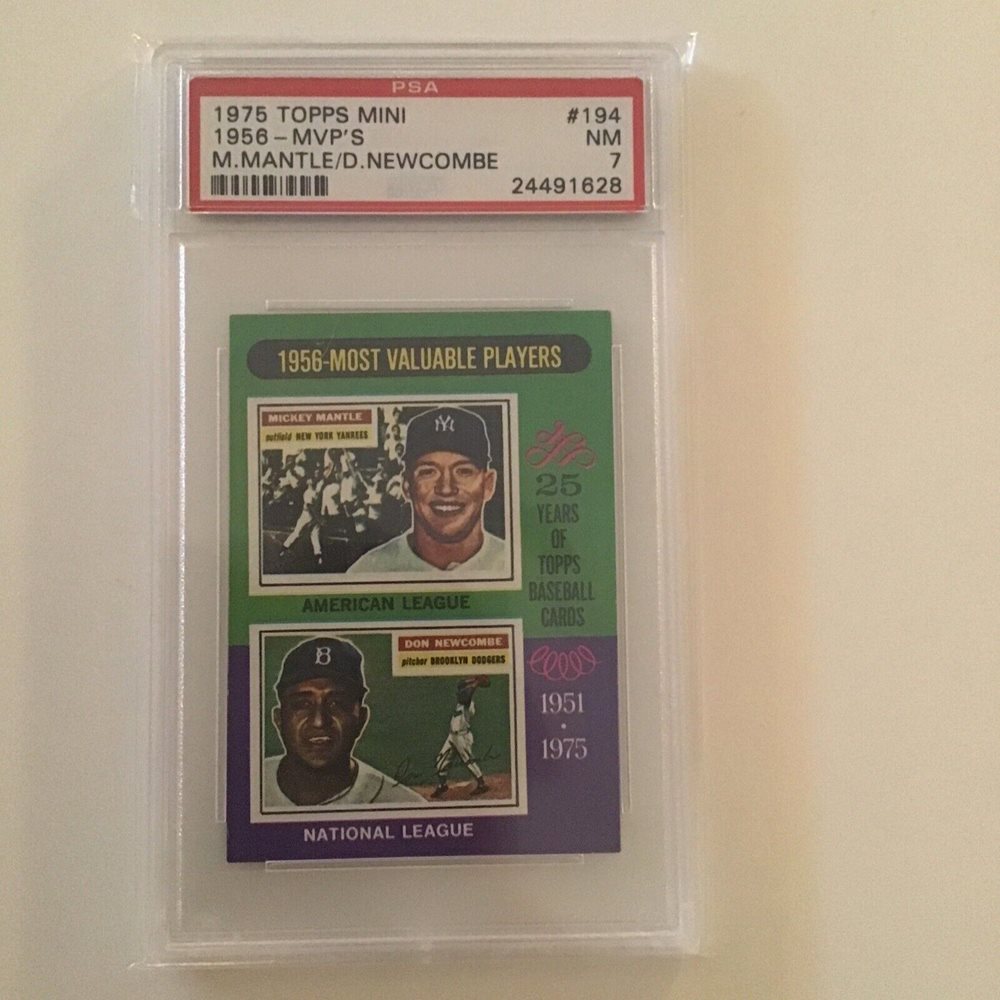 PSA
1975 TOPPS MINI #194
1956 - MVP'S NM
M.MANTLE/D.NEWCOMBE 7
24491628
1956-MOST VALUABLE PLAYERS
MICKEY MANTLE
outfield NEW YORK YANKEES
NY
AMERICAN LEAGUE
25
YEARS
OF
TOPPS
BASEBALL
CARDS
B
DON NEWCOMBE
pitcher BROOKLYN DODGERS
1951
•
1975
NATIONAL LEAGUE